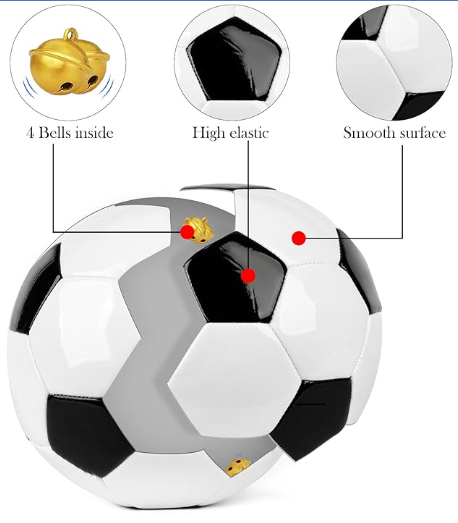 4 Bells inside
High elastic
Smooth surface